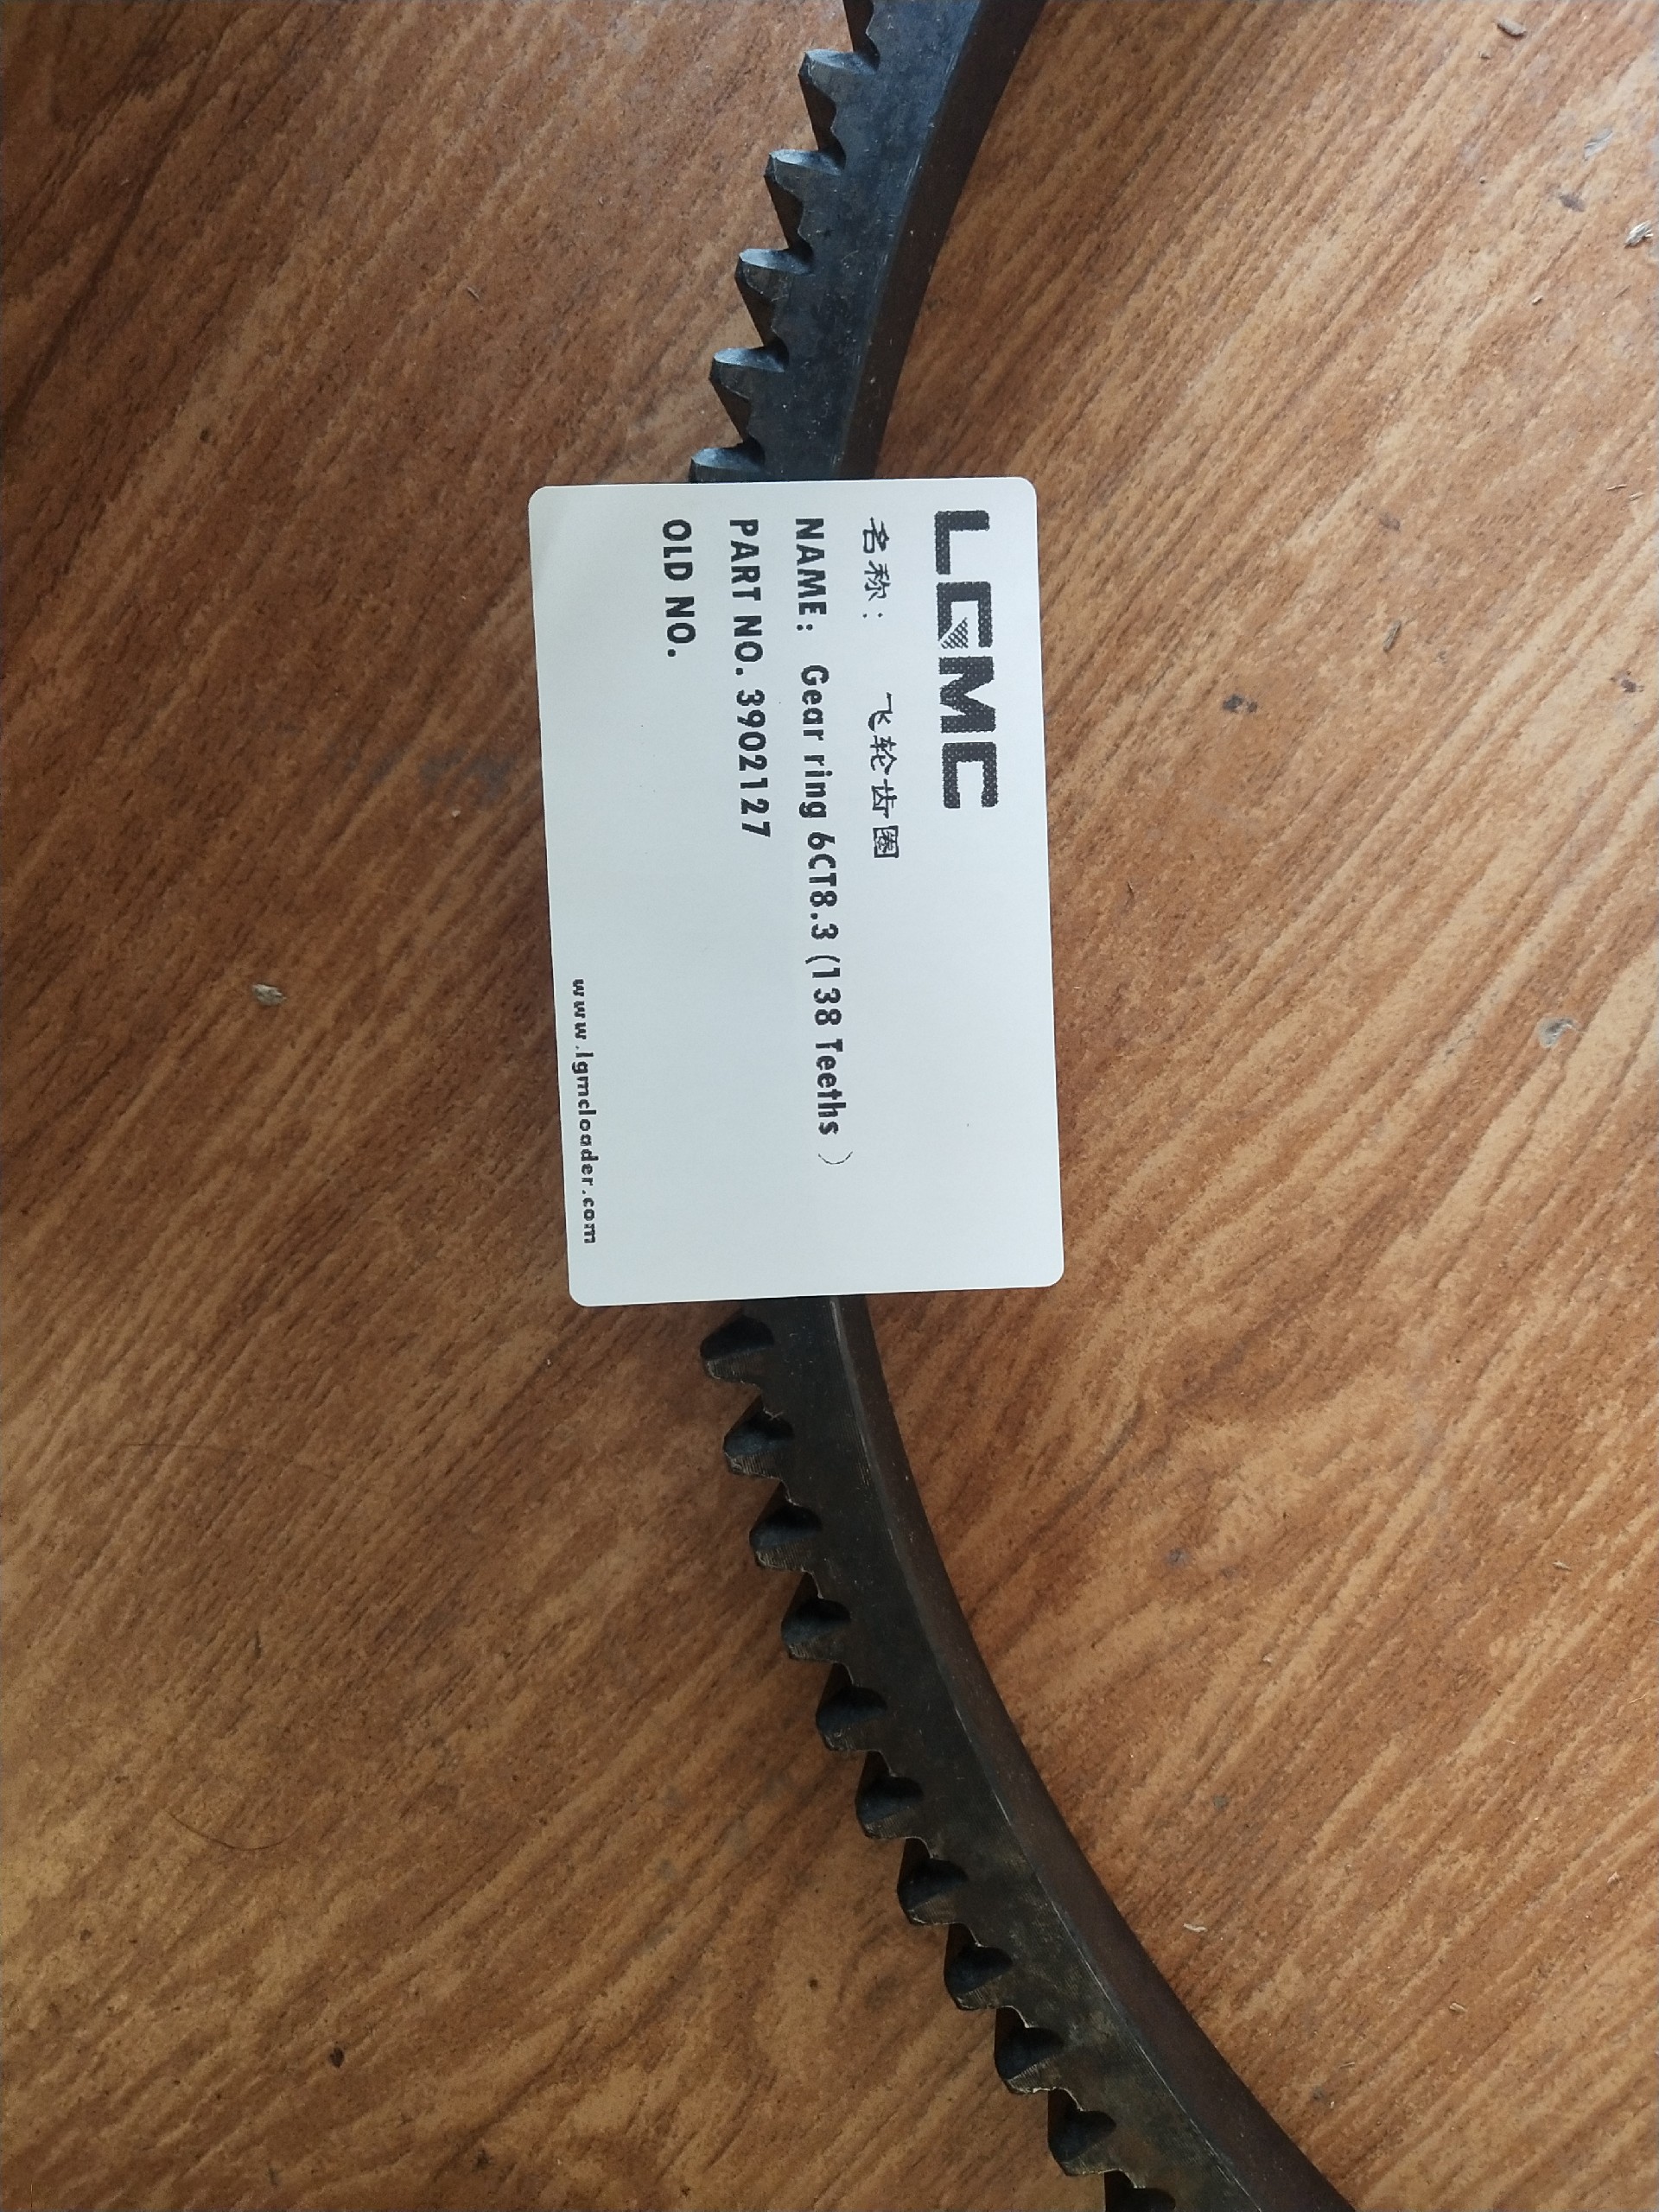 LGMC
名称： 飞轮齿圈
NAME： Gear ring 6CT8.3 (138 Teeths ）
PART NO. 3902127
OLD NO.
www.lgmcloader.com